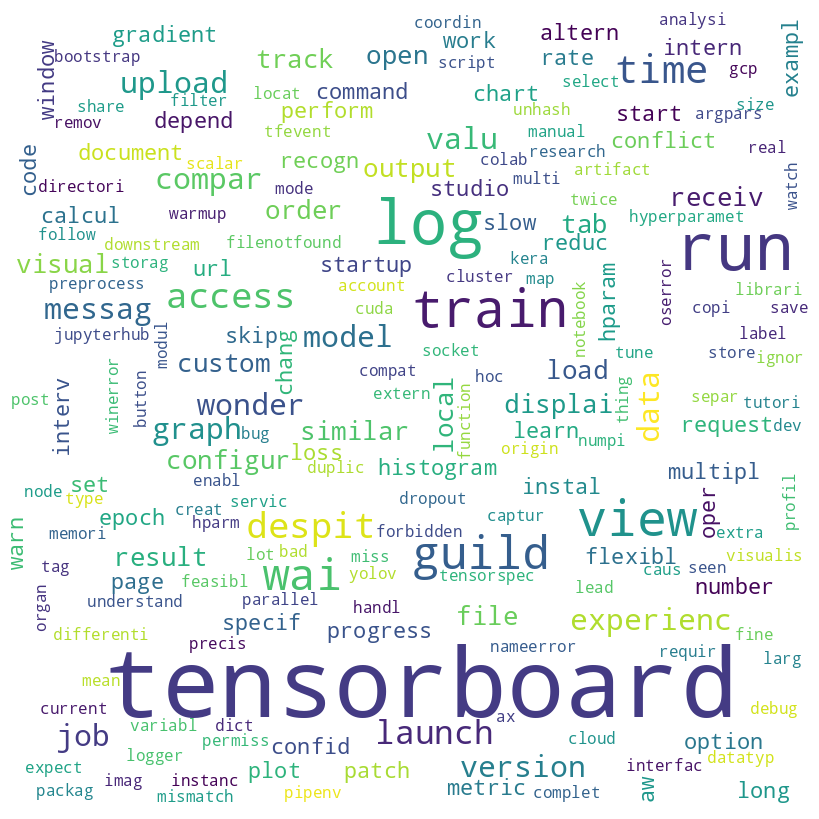 coordin
analysi
gradient
work
altern
window
bootstrap
track
open
script
rate
intern
exampl
upload
time
gcp
share
filter
locat
command
chart
select
size
remov
depend
perform
tfevent
valu
unhash
start
argpars
code
document
scalar
recogn
output
colab
manual
research
conflict
real
directori
compar
mode
studio
multi
artifact
watch
calcul
warmup
order
log
slow
tab
twice
receiv
hyperparamet
follow
downstream
filenotfound
reduc
run
visual
storag
url
startup
cluster
kera
map
preprocess
access
account
train
notebook
hparam
oserror
librari
messag
cuda
copi
save
jupyterhub
modul
skip
model
socket
tune
label
chang
store
ignor
custom
compat
hoc
load
post
winerror
button
wonder
extern
function
local
displai
thing
data
separ
tutori
interv
graph
bug
similar
learn
numpi
request
dev
configur
loss
origin
duplic
histogram
multipl
node
set
type
enabl
instal
profil
creat
servic
dropout
memori
epoch
hparm
despit
forbidden
captur
view
oper
extra
warn
result
lot
bad
miss
guild
flexibl
caus
seen
visualis
tag
page
feasibl
wai
yolov
tensorspec
lead
number
organ
understand
parallel
handl
file
experienc
differenti
specif
progress
fine
precis
nameerror
requir
larg
mean
tensorboard
current
variabl
dict
ax
debug
job
permiss
confid
launch
cloud
option
logger
datatyp
expect
imag
instanc
plot
patch
version
interfac
packag
mismatch
pipenv
metric
complet
aw
long